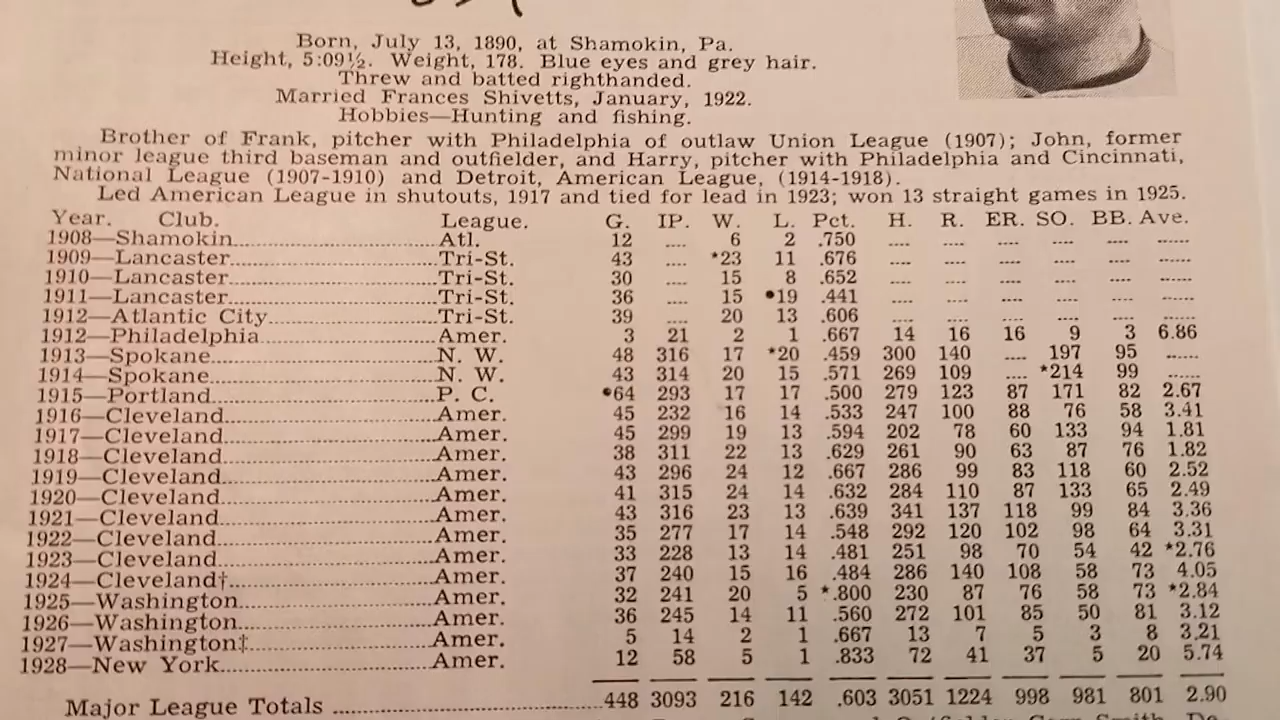 Born, July 13, 1890, at Shamokin, Pa.
Height, 5:09½. Weight, 178. Blue eyes and grey hair.
Threw and batted righthanded.
Married Frances Shivetts, January, 1922.
Hobbies—Hunting and fishing.
Brother of Frank, pitcher with Philadelphia of outlaw Union League (1907); John, former
minor league third baseman and outfielder, and Harry, pitcher with Philadelphia and Cincinnati,
National League (1907-1910) and Detroit, American League, (1914-1918).
Led American League in shutouts, 1917 and tied for lead in 1923; won 13 straight games in 1925.
Year. Club. League. G. IP. W. L. Pct. H. R. ER. SO. BB. Ave.
1908—Shamokin........................Atl. 12 .... 6 2 .750 .... .... .... .... .... ......
1909—Lancaster........................Tri-St. 43 .... *23 11 .676 .... .... .... .... .... ......
1910—Lancaster........................Tri-St. 30 .... 15 8 .652 .... .... .... .... .... ......
1911—Lancaster........................Tri-St. 36 .... 15 •19 .441 .... .... .... .... .... ......
1912—Atlantic City....................Tri-St. 39 .... 20 13 .606 .... .... .... .... .... ......
1912—Philadelphia.....................Amer. 3 21 2 1 .667 14 16 16 9 3 6.86
1913—Spokane........................N. W. 48 316 17 *20 .459 300 140 .... 197 95 ......
1914—Spokane........................N. W. 43 314 20 15 .571 269 109 .... *214 99 ......
1915—Portland........................P. C. •64 293 17 17 .500 279 123 87 171 82 2.67
1916—Cleveland........................Amer. 45 232 16 14 .533 247 100 88 76 58 3.41
1917—Cleveland........................Amer. 45 299 19 13 .594 202 78 60 133 94 1.81
1918—Cleveland........................Amer. 38 311 22 13 .629 261 90 63 87 76 1.82
1919—Cleveland........................Amer. 43 296 24 12 .667 286 99 83 118 60 2.52
1920—Cleveland........................Amer. 41 315 24 14 .632 284 110 87 133 65 2.49
1921—Cleveland........................Amer. 43 316 23 13 .639 341 137 118 99 84 3.36
1922—Cleveland........................Amer. 35 277 17 14 .548 292 120 102 98 64 3.31
1923—Cleveland........................Amer. 33 228 13 14 .481 251 98 70 54 42 *2.76
1924—Cleveland†.......................Amer. 37 240 15 16 .484 286 140 108 58 73 4.05
1925—Washington......................Amer. 32 241 20 5 *.800 230 87 76 58 73 *2.84
1926—Washington......................Amer. 36 245 14 11 .560 272 101 85 50 81 3.12
1927—Washington‡.....................Amer. 5 14 2 1 .667 13 7 5 3 8 3.21
1928—New York........................Amer. 12 58 5 1 .833 72 41 37 5 20 5.74
Major League Totals ..............................448 3093 216 142 .603 3051 1224 998 981 801 2.90